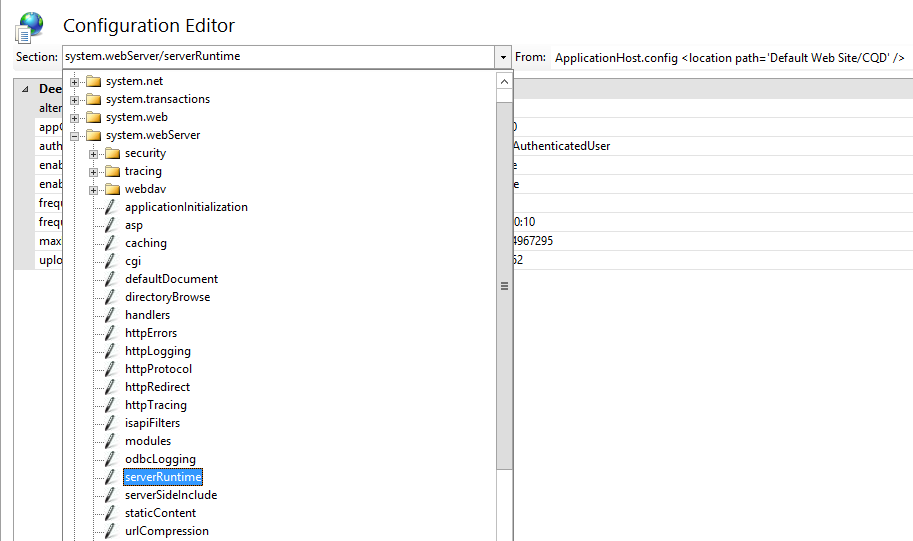 Configuration Editor
Section: system.webServer/serverRuntime From: ApplicationHost.config <location path='Default Web Site/CQD' />
system.net
system.transactions
system.web
system.webServer
security
tracing
webdav
applicationInitialization
asp
caching
cgi
defaultDocument
directoryBrowse
handlers
httpErrors
httpLogging
httpProtocol
httpRedirect
httpTracing
isapiFilters
modules
odbcLogging
serverRuntime
serverSideInclude
staticContent
urlCompression
Dee
alter
appC
0
auth
AuthenticatedUser
enab
e
enab
e
frequ
frequ
0:10
max
4967295
uplo
52